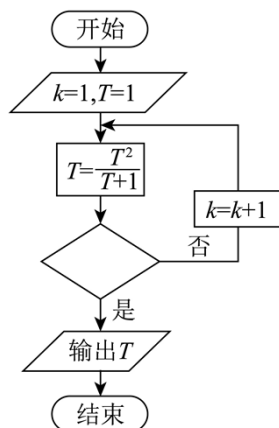 开始
k=1,T=1
T=T²/T+1
k=k+1
否
是
输出T
结束